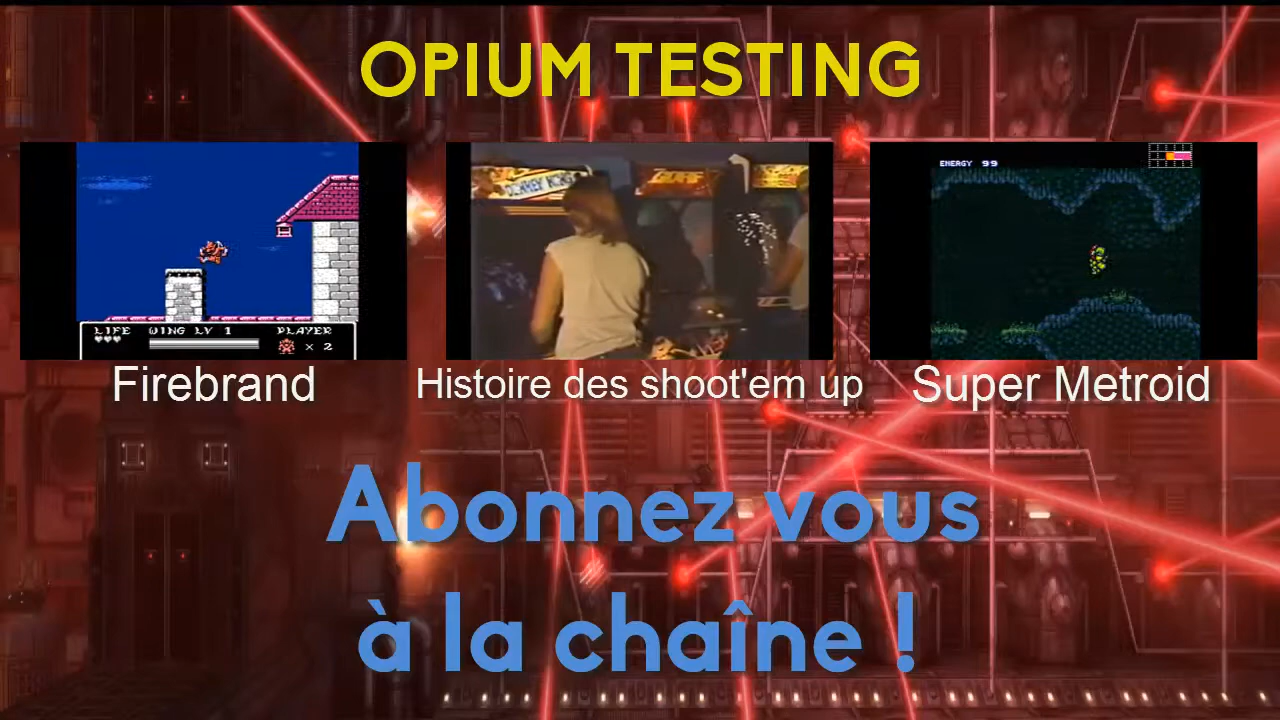 OPIUM TESTING
DONKEY KONG
GORF
ENERGY 99
LIFE WING LV 1 PLAYER
× 2
Firebrand
Histoire des shoot'em up
Super Metroid
Abonnez vous
à la chaîne !